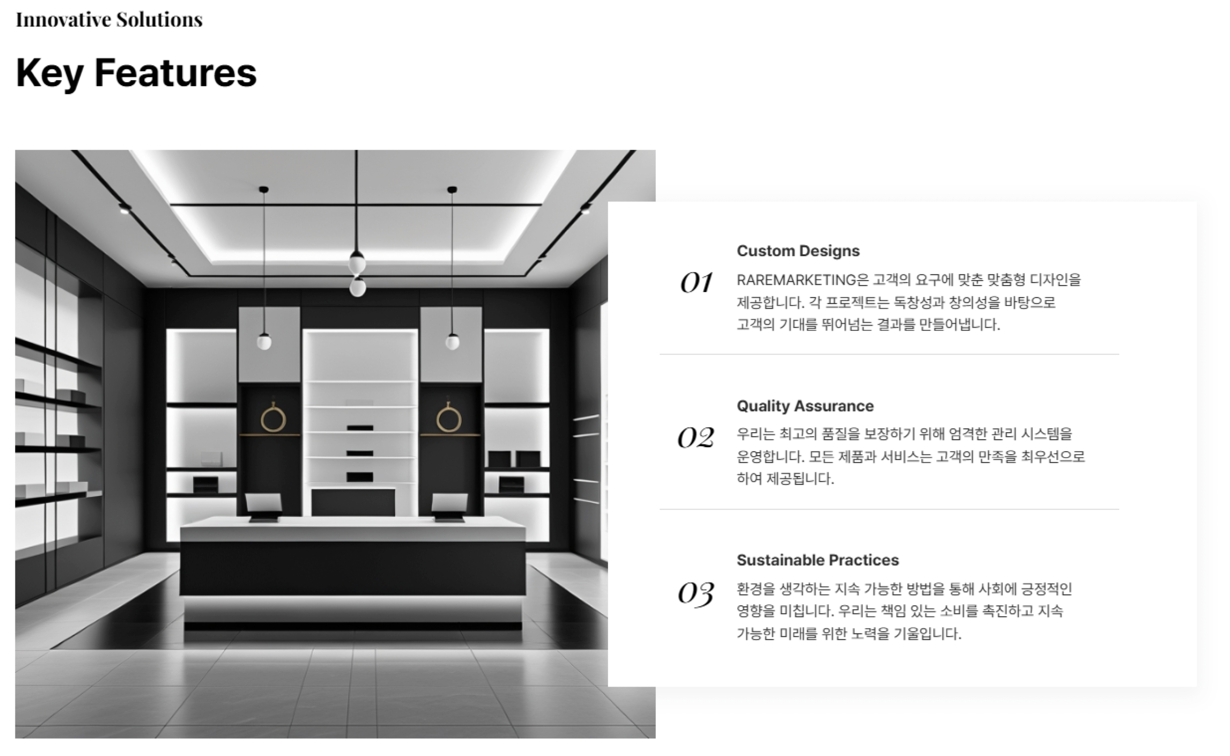 Innovative Solutions
Key Features
01
Custom Designs
RAREMARKETING은 고객의 요구에 맞춘 맞춤형 디자인을
제공합니다. 각 프로젝트는 독창성과 창의성을 바탕으로
고객의 기대를 뛰어넘는 결과를 만들어냅니다.
02
Quality Assurance
우리는 최고의 품질을 보장하기 위해 엄격한 관리 시스템을
운영합니다. 모든 제품과 서비스는 고객의 만족을 최우선으로
하여 제공됩니다.
03
Sustainable Practices
환경을 생각하는 지속 가능한 방법을 통해 사회에 긍정적인
영향을 미칩니다. 우리는 책임 있는 소비를 촉진하고 지속
가능한 미래를 위한 노력을 기울입니다.